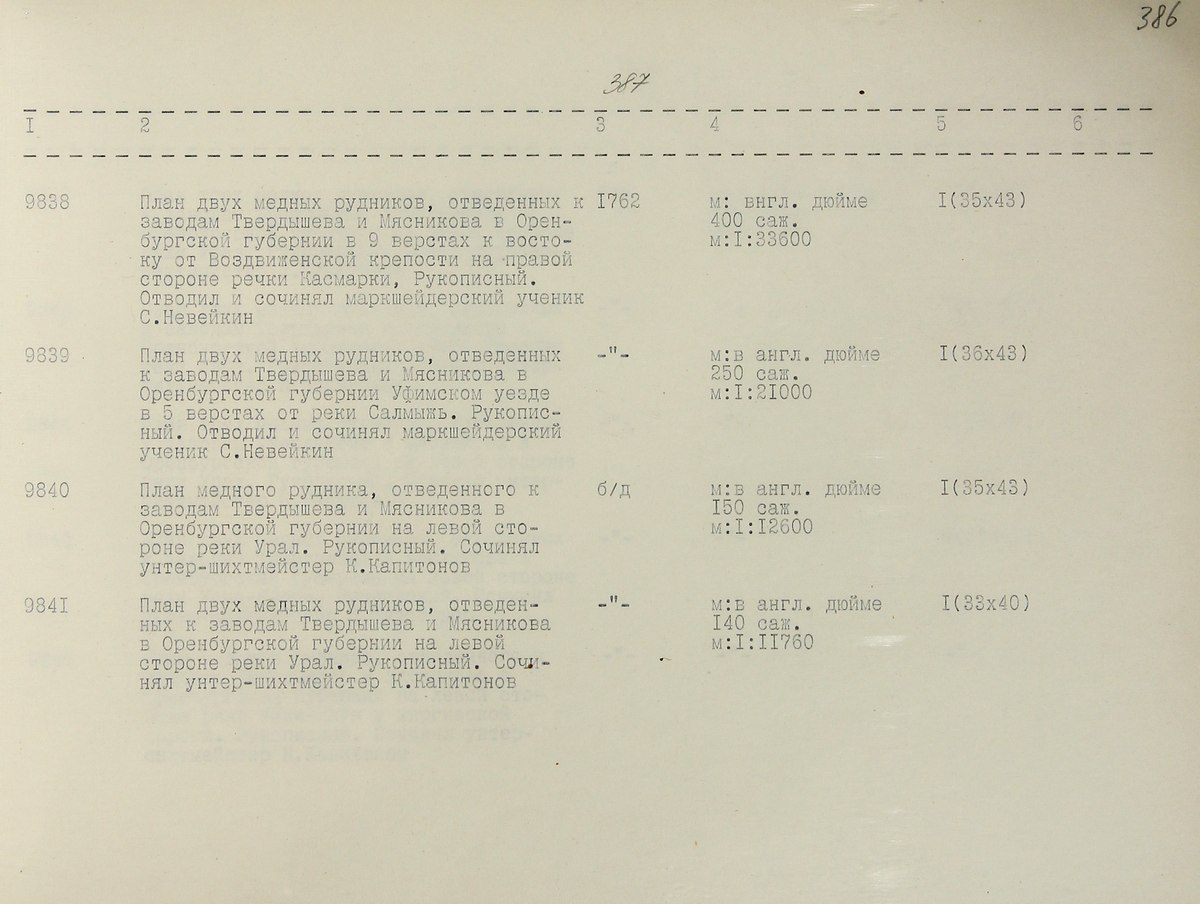 386
387
I 2 3 4 5 6
9838 План двух медных рудников, отведенных к I762 м: внгл. дюйме I(35х43)
заводам Твердышева и Мясникова в Орен- 400 саж.
бургской губернии в 9 верстах к восто- м:I:33600
ку от Воздвиженской крепости на правой
стороне речки Касмарки, Рукописный.
Отводил и сочинял маркшейдерский ученик
С.Невейкин
9839 План двух медных рудников, отведенных -"- м:в англ. дюйме I(36х43)
к заводам Твердышева и Мясникова в 250 саж.
Оренбургской губернии Уфимском уезде м:I:2I000
в 5 верстах от реки Салмыжь. Рукопис-
ный. Отводил и сочинял маркшейдерский
ученик С.Невейкин
9840 План медного рудника, отведенного к б/д м:в англ. дюйме I(35х43)
заводам Твердышева и Мясникова в I50 саж.
Оренбургской губернии на левой сто- м:I:I2600
роне реки Урал. Рукописный. Сочинял
унтер-шихтмейстер К.Капитонов
984I План двух медных рудников, отведен- -"- м:в англ. дюйме I(33х40)
ных к заводам Твердышева и Мясникова I40 саж.
в Оренбургской губернии на левой м:I:II760
стороне реки Урал. Рукописный. Сочи-
нял унтер-шихтмейстер К.Капитонов